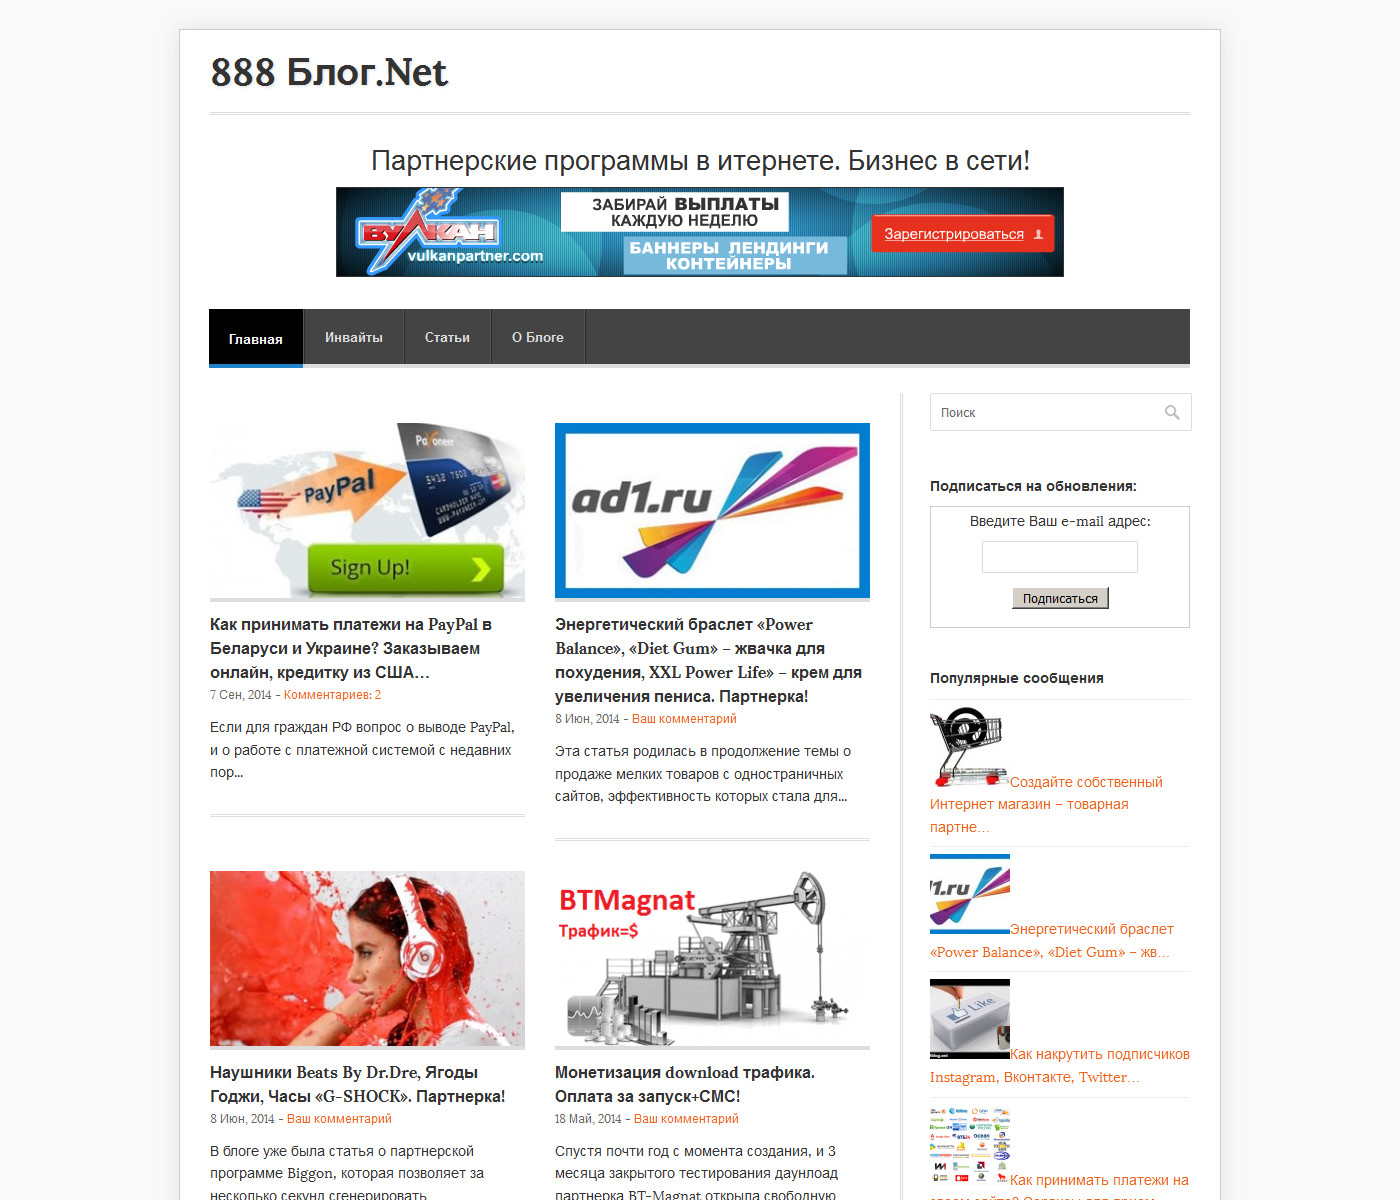 888 Блог.Net
Партнерские программы в итернете. Бизнес в сети!
ВУЛКАН
vulkanpartner.com
ЗАБИРАЙ ВЫПЛАТЫ
КАЖДУЮ НЕДЕЛЮ
БАННЕРЫ ЛЕНДИНГИ
КОНТЕЙНЕРЫ
Зарегистрироваться
Главная
Инвайты
Статьи
О Блоге
PayPal
Payoneer
Sign Up!
Как принимать платежи на PayPal в
Беларуси и Украине? Заказываем
онлайн, кредитку из США…
7 Сен, 2014 - Комментариев: 2
Если для граждан РФ вопрос о выводе PayPal,
и о работе с платежной системой с недавних
пор...
ad1.ru
Энергетический браслет «Power
Balance», «Diet Gum» – жвачка для
похудения, XXL Power Life» – крем для
увеличения пениса. Партнерка!
8 Июн, 2014 - Ваш комментарий
Эта статья родилась в продолжение темы о
продаже мелких товаров с одностраничных
сайтов, эффективность которых стала для...
Наушники Beats By Dr.Dre, Ягоды
Годжи, Часы «G-SHOCK». Партнерка!
8 Июн, 2014 - Ваш комментарий
В блоге уже была статья о партнерской
программе Biggon, которая позволяет за
несколько секунд сгенерировать
BTMagnat
Трафик=$
Монетизация download трафика.
Оплата за запуск+СМС!
18 Май, 2014 - Ваш комментарий
Спустя почти год с момента создания, и 3
месяца закрытого тестирования даунлоад
партнерка BT-Magnat открыла свободную
Поиск
Подписаться на обновления:
Введите Ваш e-mail адрес:
Подписаться
Популярные сообщения
Создайте собственный
Интернет магазин – товарная
партне…
1.ru
Энергетический браслет
«Power Balance», «Diet Gum» – жв…
Like
Как накрутить подписчиков
Instagram, Вконтакте, Twitter…
Как принимать платежи на